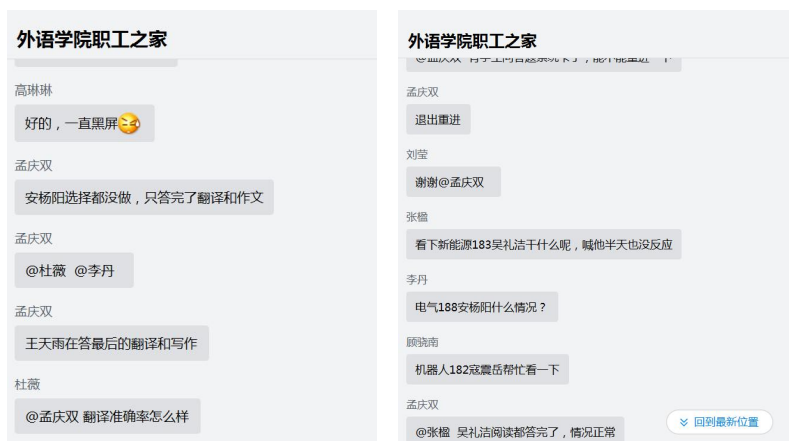 外语学院职工之家
高琳琳
好的，一直黑屏
孟庆双
安杨阳选择都没做，只答完了翻译和作文
孟庆双
@杜薇 @李丹
孟庆双
王天雨在答最后的翻译和写作
杜薇
@孟庆双 翻译准确率怎么样
外语学院职工之家
孟庆双
退出重进
刘莹
谢谢@孟庆双
张楹
看下新能源183吴礼洁干什么呢，喊他半天也没反应
李丹
电气188安杨阳什么情况？
顾骁南
机器人182寇震岳帮忙看一下
孟庆双
@张楹 吴礼洁阅读都答完了，情况正常
回到最新位置